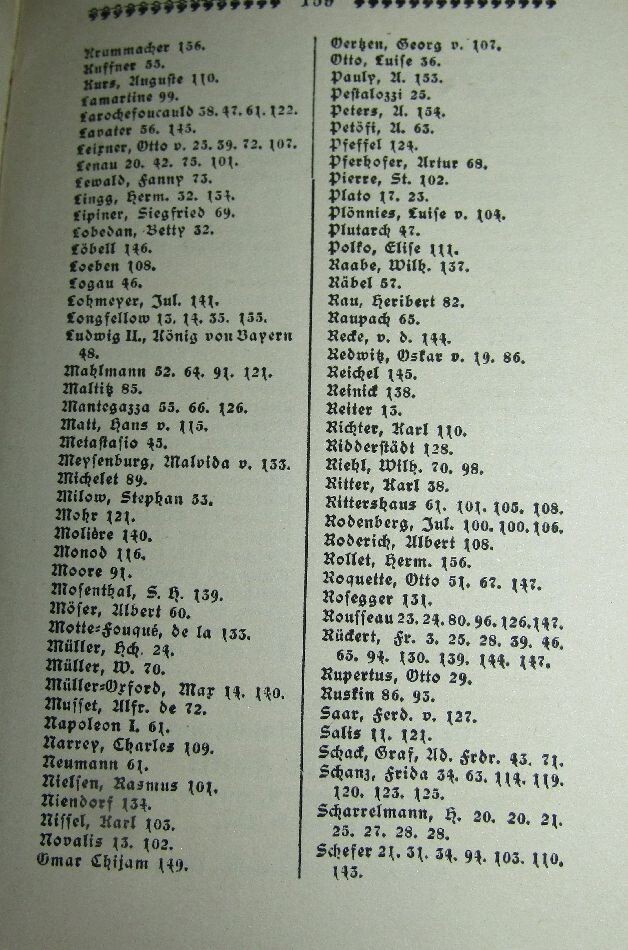 159
Krummacher 156.
Kuffner 55.
Kurs, Auguste 110.
Lamartine 99.
Larochefoucauld 38. 47. 61. 122.
Lavater 56. 145.
Leixner, Otto v. 23. 39. 72. 107.
Lenau 20. 42. 75. 101.
Lewald, Fanny 73.
Lingg, Herm. 32. 154.
Lipiner, Siegfried 69.
Lobedan, Betty 32.
Löbell 146.
Loeben 108.
Logau 46.
Lohmeyer, Jul. 141.
Longfellow 13. 14. 35. 155.
Ludwig II., König von Bayern
48.
Mahlmann 52. 64. 91. 121.
Maltitz 85.
Mantegazza 55. 66. 126.
Matt, Hans v. 115.
Metastasio 45.
Meysenburg, Malvida v. 133.
Michelet 89.
Milow, Stephan 33.
Mohr 121.
Molière 140.
Monod 116.
Moore 91.
Mosenthal, S. H. 139.
Möser, Albert 60.
Motte-Fouqué, de la 133.
Müller, Hch. 24.
Müller, W. 70.
Müller-Oxford, Max 14. 140.
Musset, Alfr. de 72.
Napoleon I. 61.
Narrey, Charles 109.
Neumann 61.
Nielsen, Rasmus 101.
Niendorf 134.
Nissel, Karl 103.
Novalis 13. 102.
Omar Chijam 149.
Oertzen, Georg v. 107.
Otto, Luise 36.
Pauly, A. 153.
Pestalozzi 25.
Peters, A. 154.
Petöfi, A. 63.
Pfeffel 124.
Pferhofer, Artur 68.
Pierre, St. 102.
Plato 17. 23.
Plönnies, Luise v. 104.
Plutarch 47.
Polko, Elise 111.
Raabe, Wilh. 137.
Räbel 57.
Rau, Heribert 82.
Raupach 65.
Recke, v. d. 144.
Redwitz, Oskar v. 19. 86.
Reichel 145.
Reinick 138.
Reiter 13.
Richter, Karl 110.
Ridderstädt 128.
Riehl, Wilh. 70. 98.
Ritter, Karl 38.
Rittershaus 61. 101. 105. 108.
Rodenberg, Jul. 100. 100. 106.
Roderich, Albert 108.
Rollet, Herm. 156.
Roquette, Otto 51. 67. 147.
Rosegger 131.
Rousseau 23. 24. 80. 96. 126. 147.
Rückert, Fr. 3. 25. 28. 39. 46.
65. 94. 130. 139. 144. 147.
Rupertus, Otto 29.
Ruskin 86. 93.
Saar, Ferd. v. 127.
Salis 11. 121.
Schack, Graf, Ad. Frdr. 43. 71.
Schanz, Frida 34. 63. 114. 119.
120. 123. 125.
Scharrelmann, H. 20. 20. 21.
25. 27. 28. 28.
Schefer 21. 31. 34. 94. 103. 110.
143.